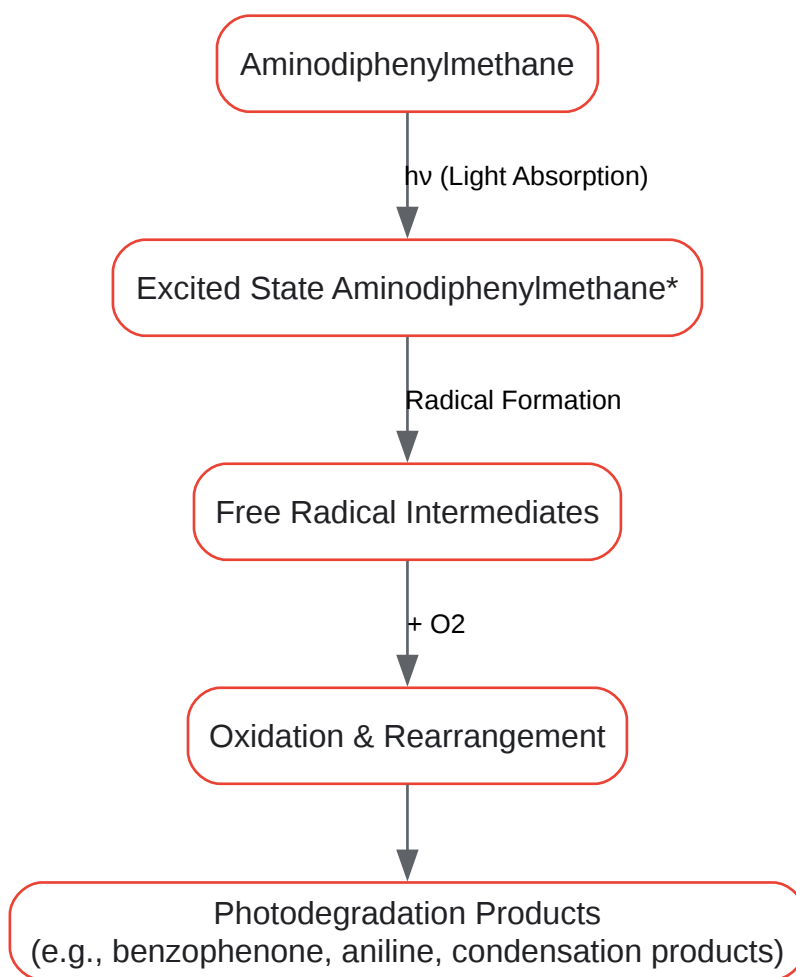 Aminodiphenylmethane
hν (Light Absorption)
Excited State Aminodiphenylmethane*
Radical Formation
Free Radical Intermediates
+ O2
Oxidation & Rearrangement
Photodegradation Products
(e.g., benzophenone, aniline, condensation products)